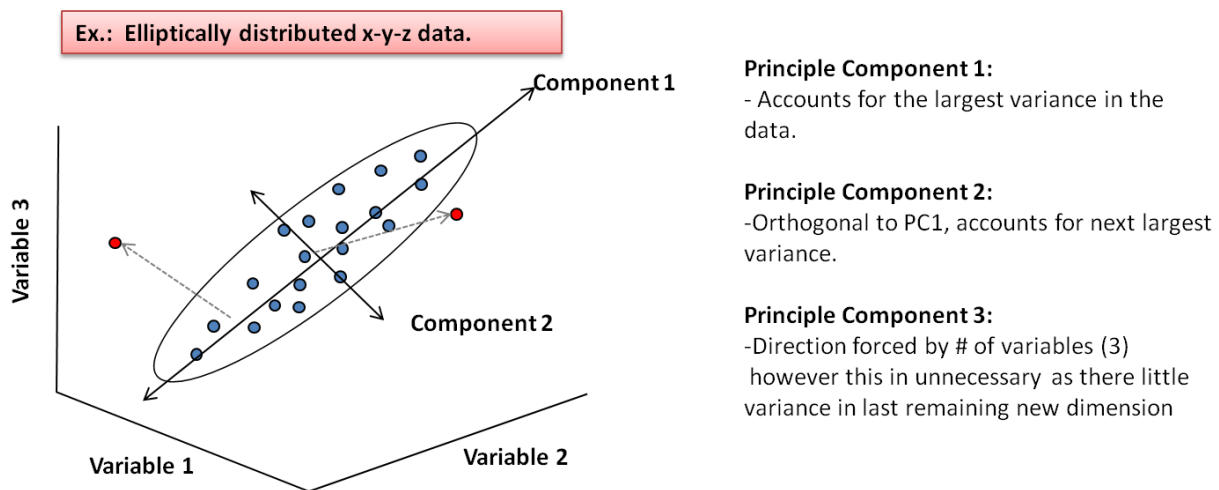 Ex.: Elliptically distributed x-y-z data.
Component 1
Component 2
Variable 3
Variable 1
Variable 2
Principle Component 1:
- Accounts for the largest variance in the
data.
Principle Component 2:
-Orthogonal to PC1, accounts for next largest
variance.
Principle Component 3:
-Direction forced by # of variables (3)
however this in unnecessary as there little
variance in last remaining new dimension